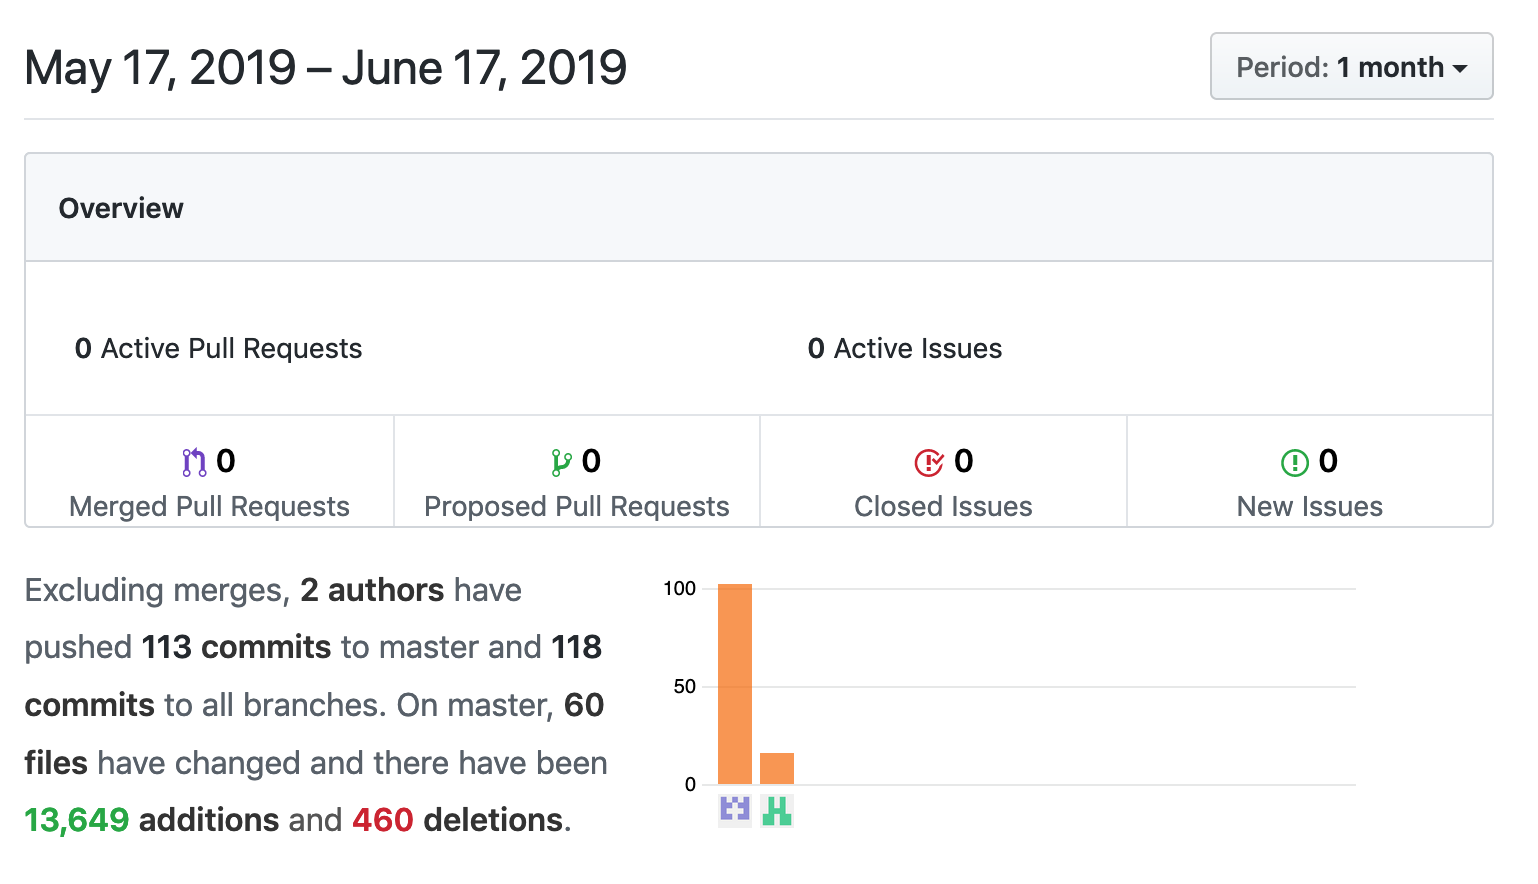 May 17, 2019 – June 17, 2019
Period: 1 month
Overview
0 Active Pull Requests
0 Active Issues
0
Merged Pull Requests
0
Proposed Pull Requests
0
Closed Issues
0
New Issues
Excluding merges, 2 authors have
pushed 113 commits to master and 118
commits to all branches. On master, 60
files have changed and there have been
13,649 additions and 460 deletions.
100
50
0